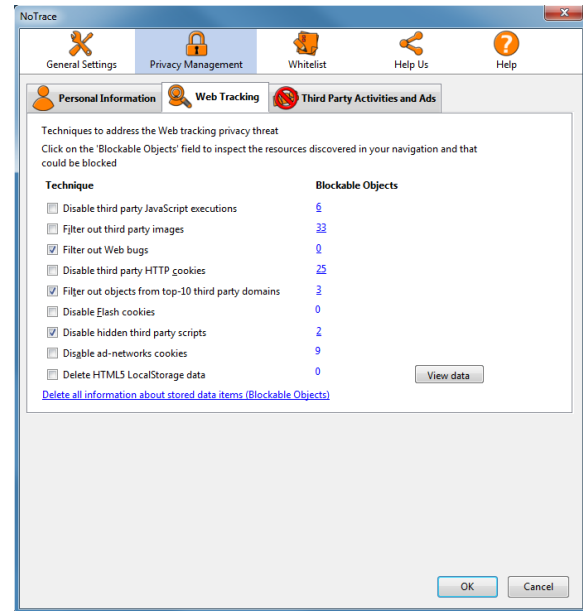 NoTrace
General Settings
Privacy Management
Whitelist
Help Us
Help
Personal Information
Web Tracking
Third Party Activities and Ads
Techniques to address the Web tracking privacy threat
Click on the 'Blockable Objects' field to inspect the resources discovered in your navigation and that
could be blocked
Technique Blockable Objects
Disable third party JavaScript executions 6
Filter out third party images 33
Filter out Web bugs 0
Disable third party HTTP cookies 25
Filter out objects from top-10 third party domains 3
Disable Flash cookies 0
Disable hidden third party scripts 2
Disable ad-networks cookies 9
Delete HTML5 LocalStorage data 0 View data
Delete all information about stored data items (Blockable Objects)
OK Cancel